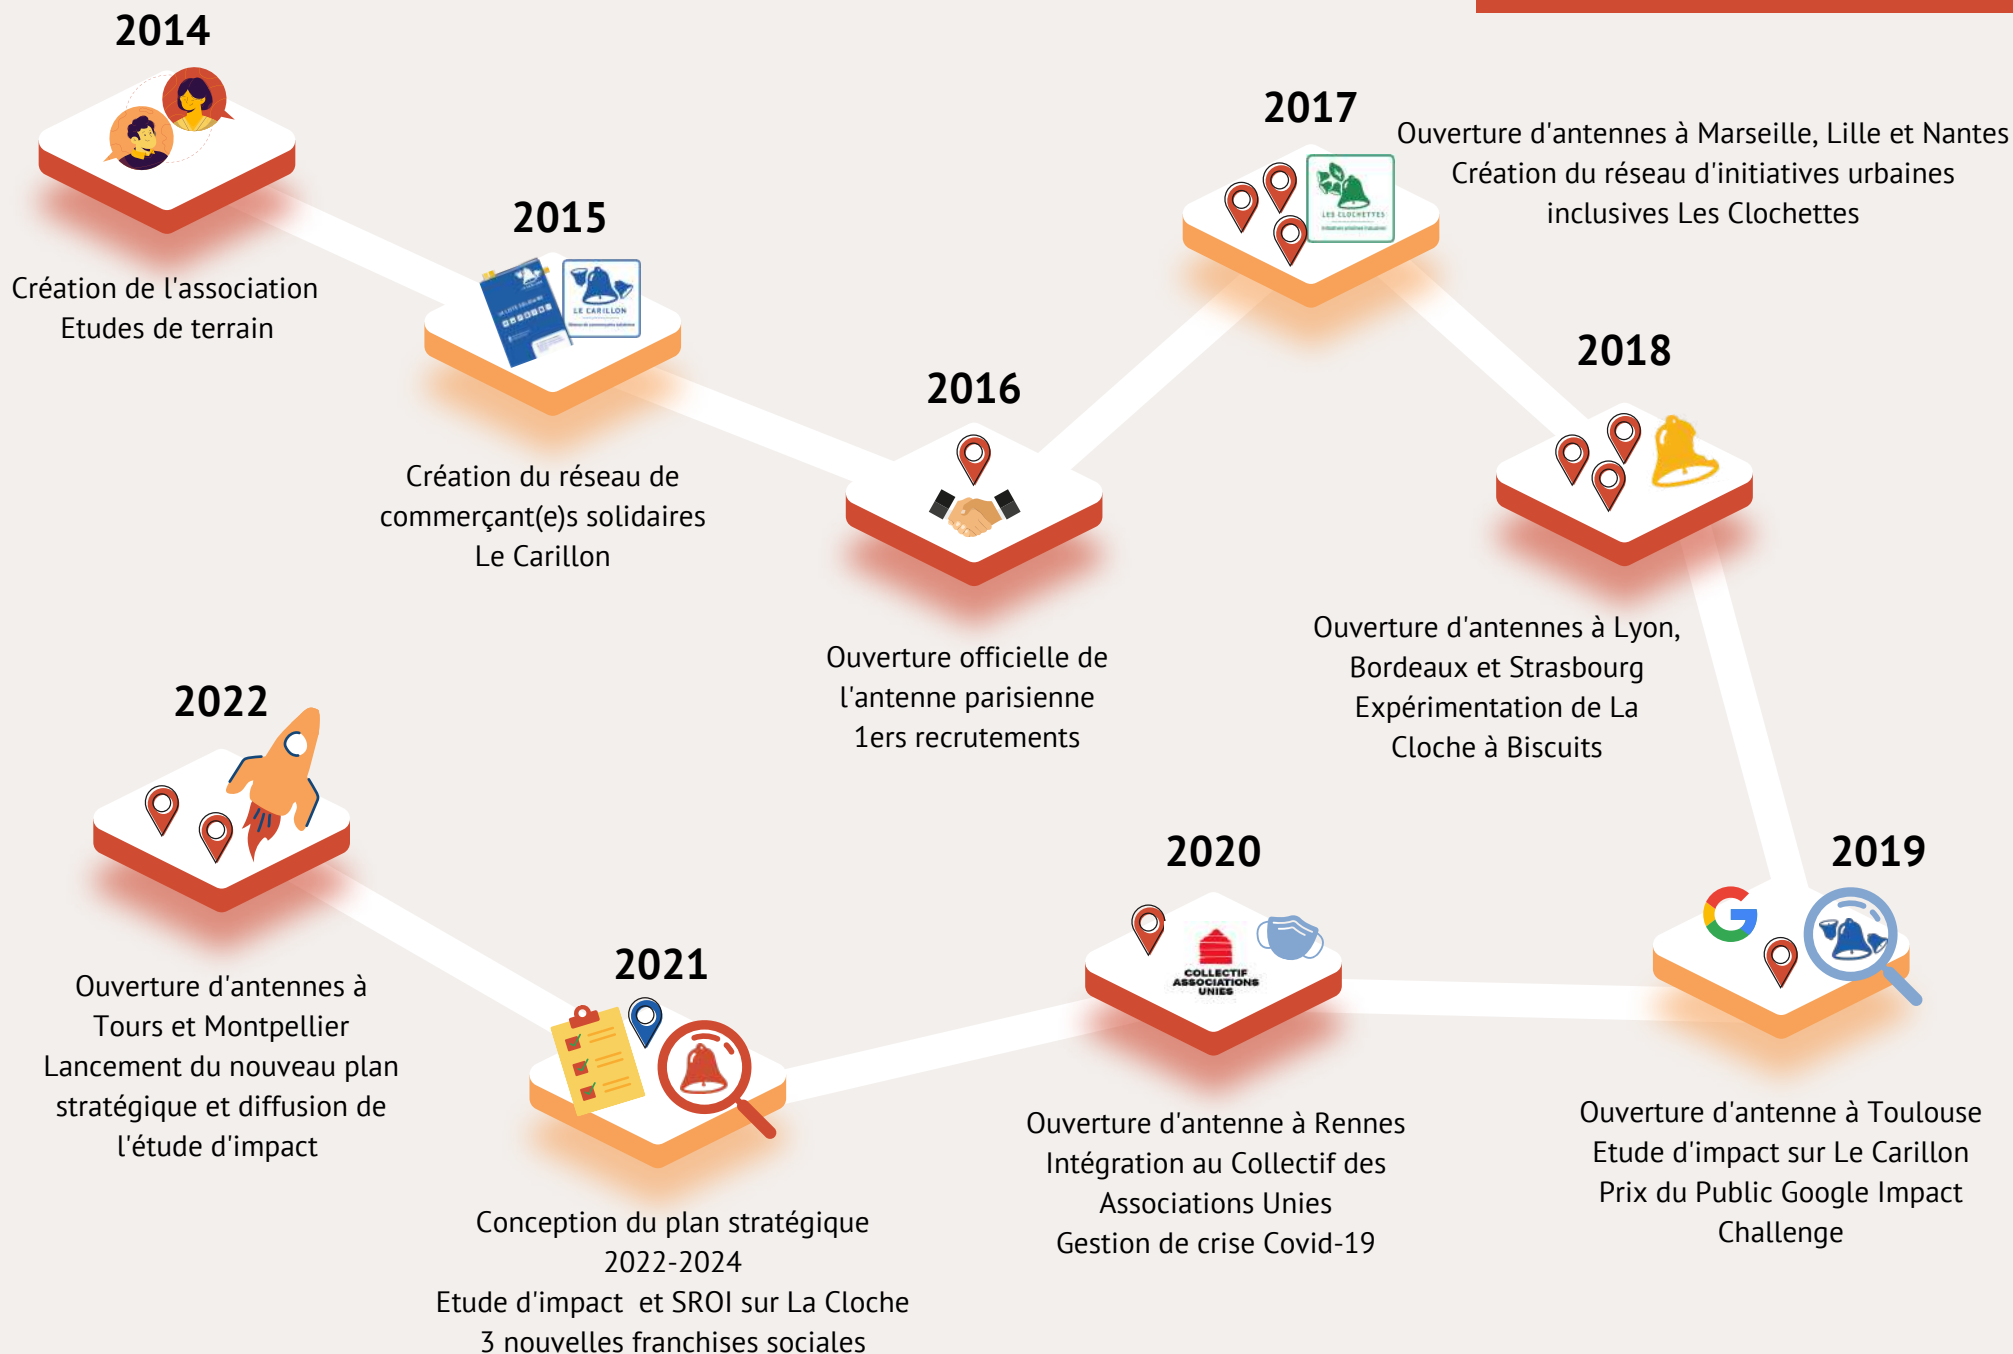 2014
Création de l'association
Etudes de terrain
2015
LE CARILLON
Création du réseau de
commerçant(e)s solidaires
Le Carillon
2016
Ouverture officielle de
l'antenne parisienne
1ers recrutements
2017
LES CLOCHETTES
Ouverture d'antennes à Marseille, Lille et Nantes
Création du réseau d'initiatives urbaines
inclusives Les Clochettes
2018
Ouverture d'antennes à Lyon,
Bordeaux et Strasbourg
Expérimentation de La
Cloche à Biscuits
2019
Ouverture d'antenne à Toulouse
Etude d'impact sur Le Carillon
Prix du Public Google Impact
Challenge
2020
COLLECTIF
ASSOCIATIONS
UNIES
Ouverture d'antenne à Rennes
Intégration au Collectif des
Associations Unies
Gestion de crise Covid-19
2021
Conception du plan stratégique
2022-2024
Etude d'impact et SROI sur La Cloche
3 nouvelles franchises sociales
2022
Ouverture d'antennes à
Tours et Montpellier
Lancement du nouveau plan
stratégique et diffusion de
l'étude d'impact